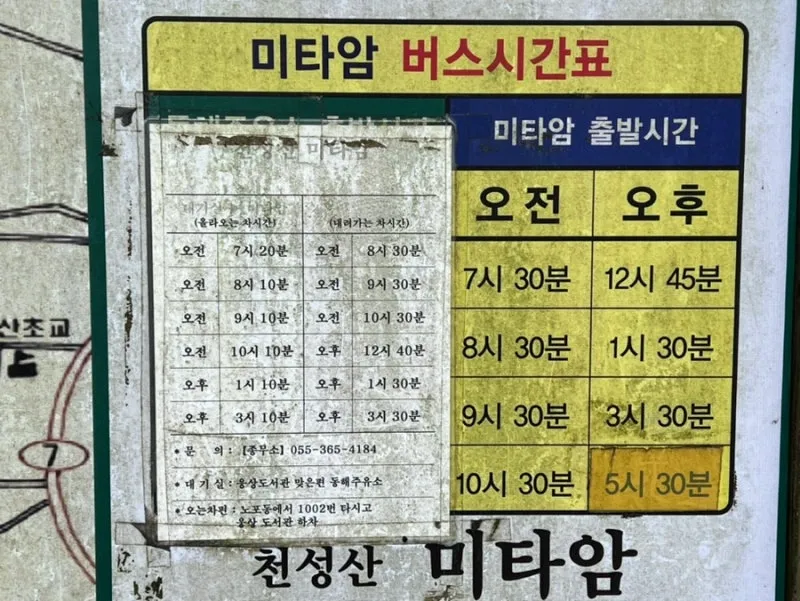 미타암 버스시간표
미타암 출발시간
오전 오후
7시 30분 12시 45분
8시 30분 1시 30분
9시 30분 3시 30분
10시 30분 5시 30분
천성산 미타암
(올라오는 차시간) (내려가는 차시간)
오전 7시 20분 오전 8시 30분
오전 8시 10분 오전 9시 30분
오전 9시 10분 오전 10시 30분
오전 10시 10분 오후 12시 40분
오후 1시 10분 오후 1시 30분
오후 3시 10분 오후 3시 30분
• 문 의 : [종무소] 055-365-4184
• 대 기 실 : 웅상도서관 맞은편 동해주유소
• 오는차편 : 노포동에서 1002번 타시고
웅상 도서관 하차
천성산 미타암
산초교
7